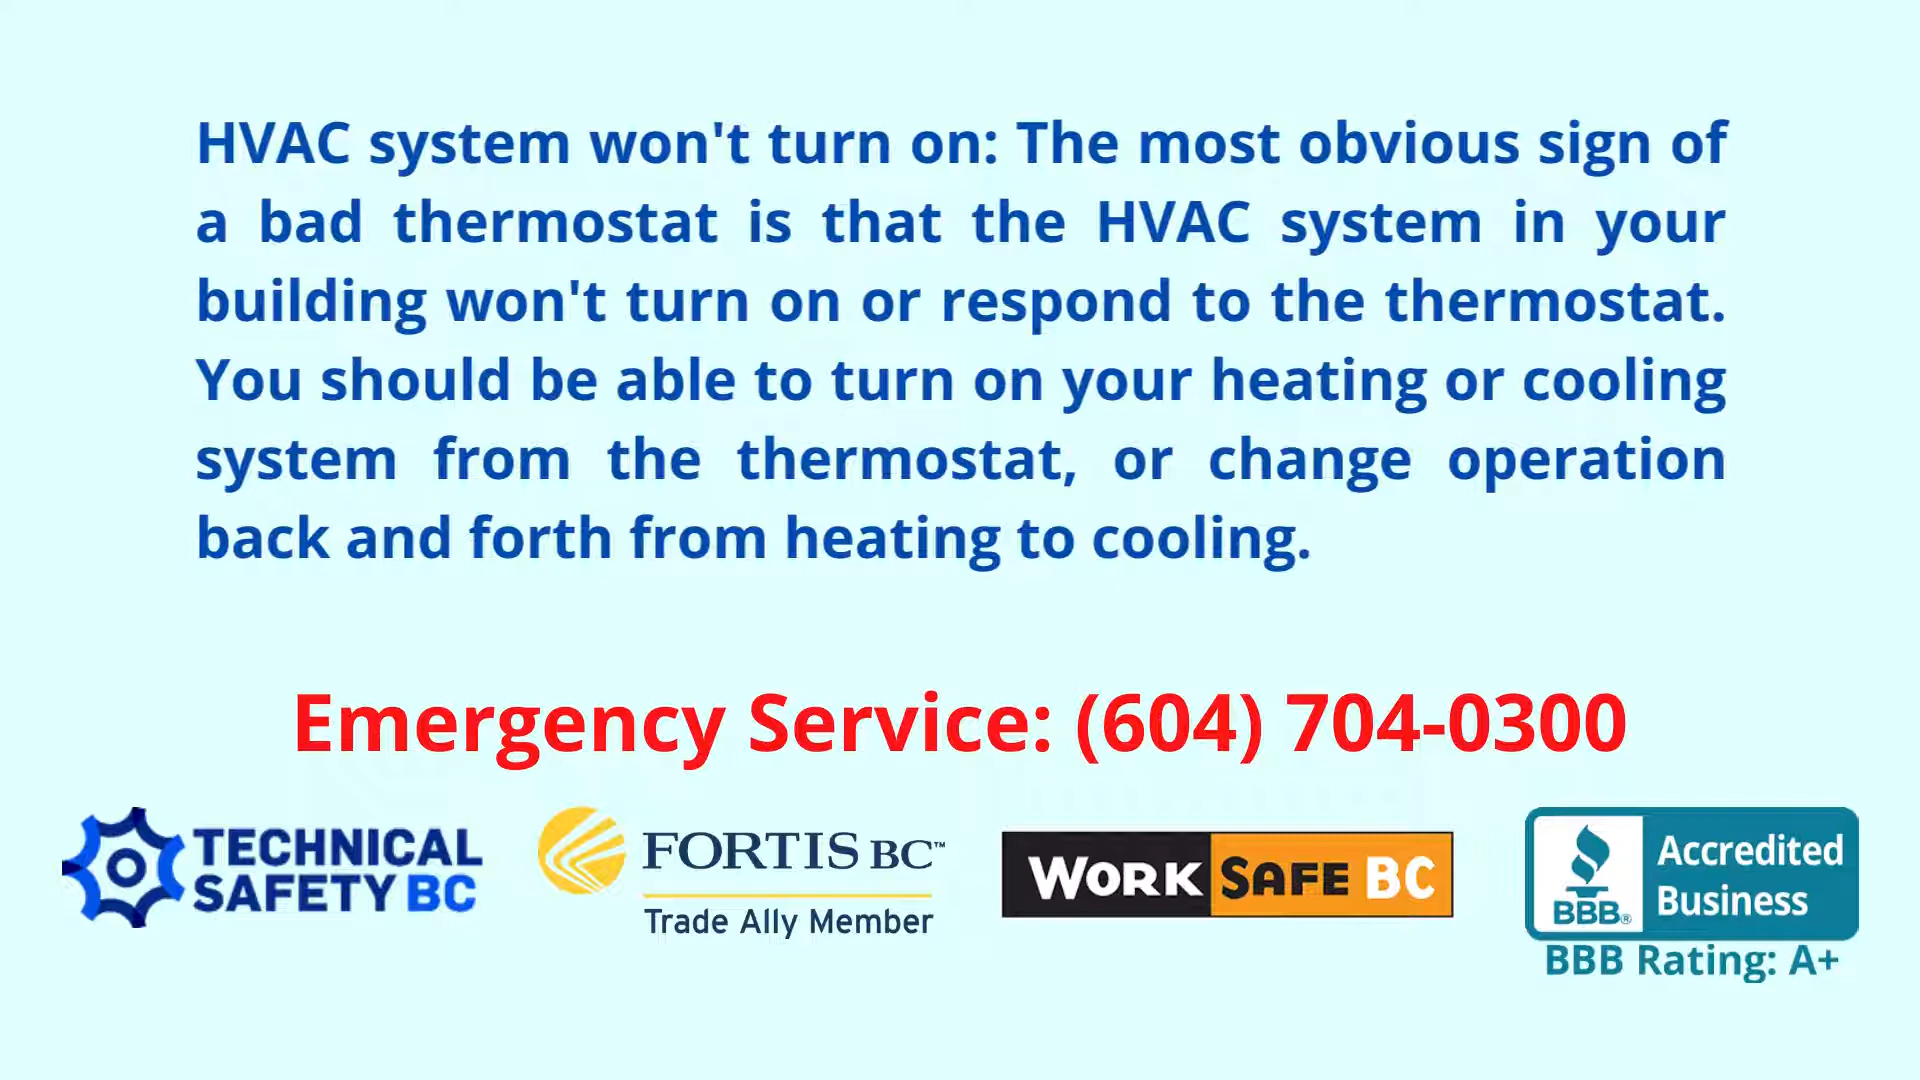 HVAC system won't turn on: The most obvious sign of
a bad thermostat is that the HVAC system in your
building won't turn on or respond to the thermostat.
You should be able to turn on your heating or cooling
system from the thermostat, or change operation
back and forth from heating to cooling.
Emergency Service: (604) 704-0300
TECHNICAL
SAFETY BC
FORTIS BC™
Trade Ally Member
WORK SAFE BC
BBB®
Accredited
Business
BBB Rating: A+